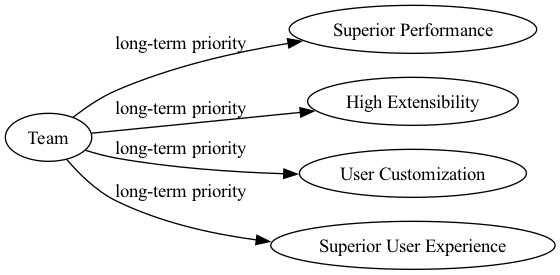 Team
long-term priority
Superior Performance
long-term priority
High Extensibility
long-term priority
User Customization
long-term priority
Superior User Experience